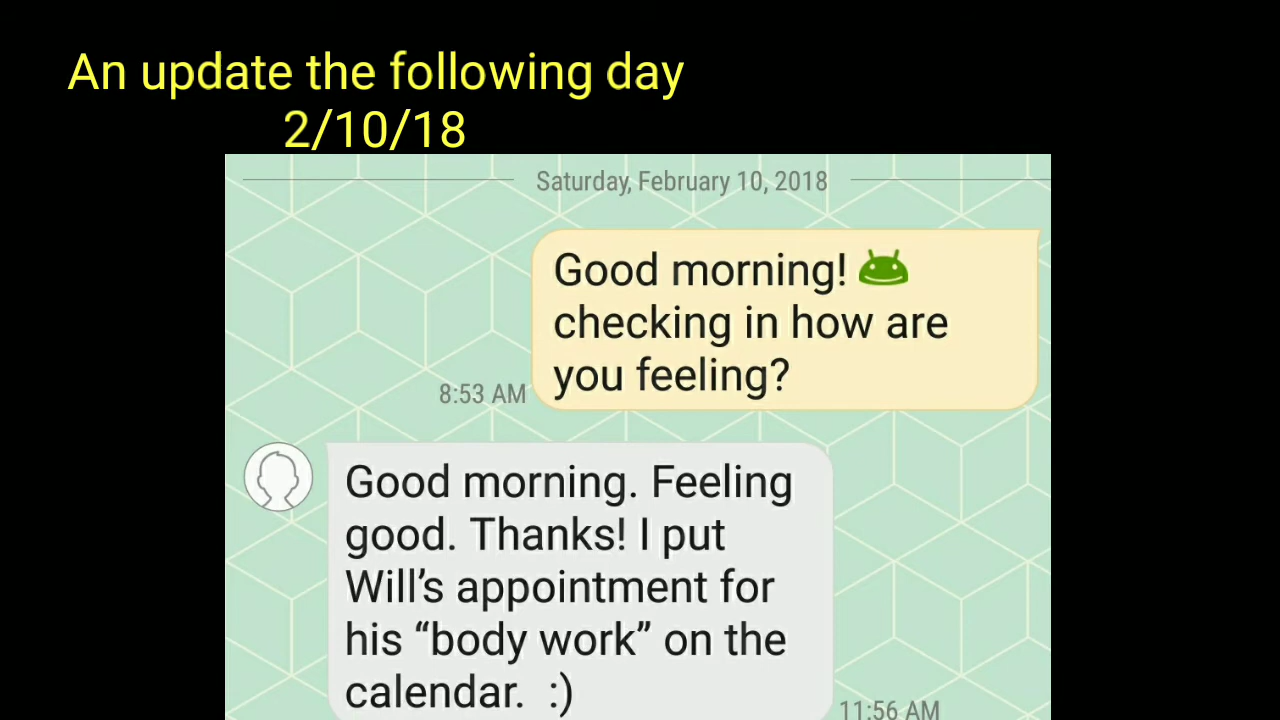 An update the following day
2/10/18
Saturday, February 10, 2018
Good morning!
checking in how are
you feeling?
8:53 AM
Good morning. Feeling
good. Thanks! I put
Will’s appointment for
his “body work” on the
calendar.  :)
11:56 AM